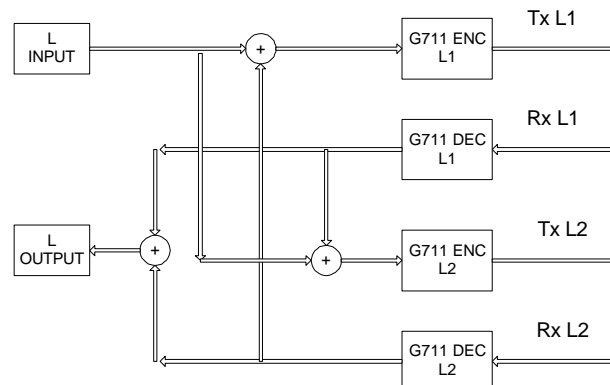 L
INPUT
+
G711 ENC
L1
Tx L1
G711 DEC
L1
Rx L1
L
OUTPUT
+
+
G711 ENC
L2
Tx L2
G711 DEC
L2
Rx L2